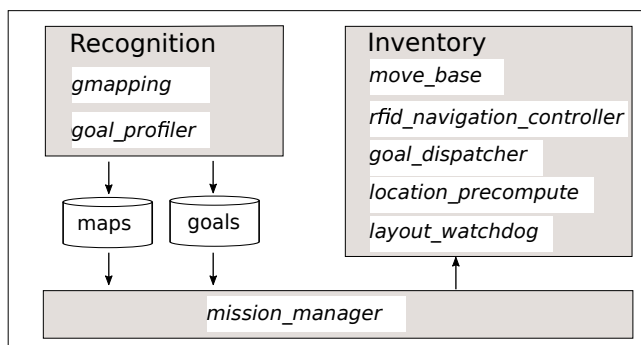 Recognition
gmapping
goal_profiler
maps
goals
Inventory
move_base
rfid_navigation_controller
goal_dispatcher
location_precompute
layout_watchdog
mission_manager